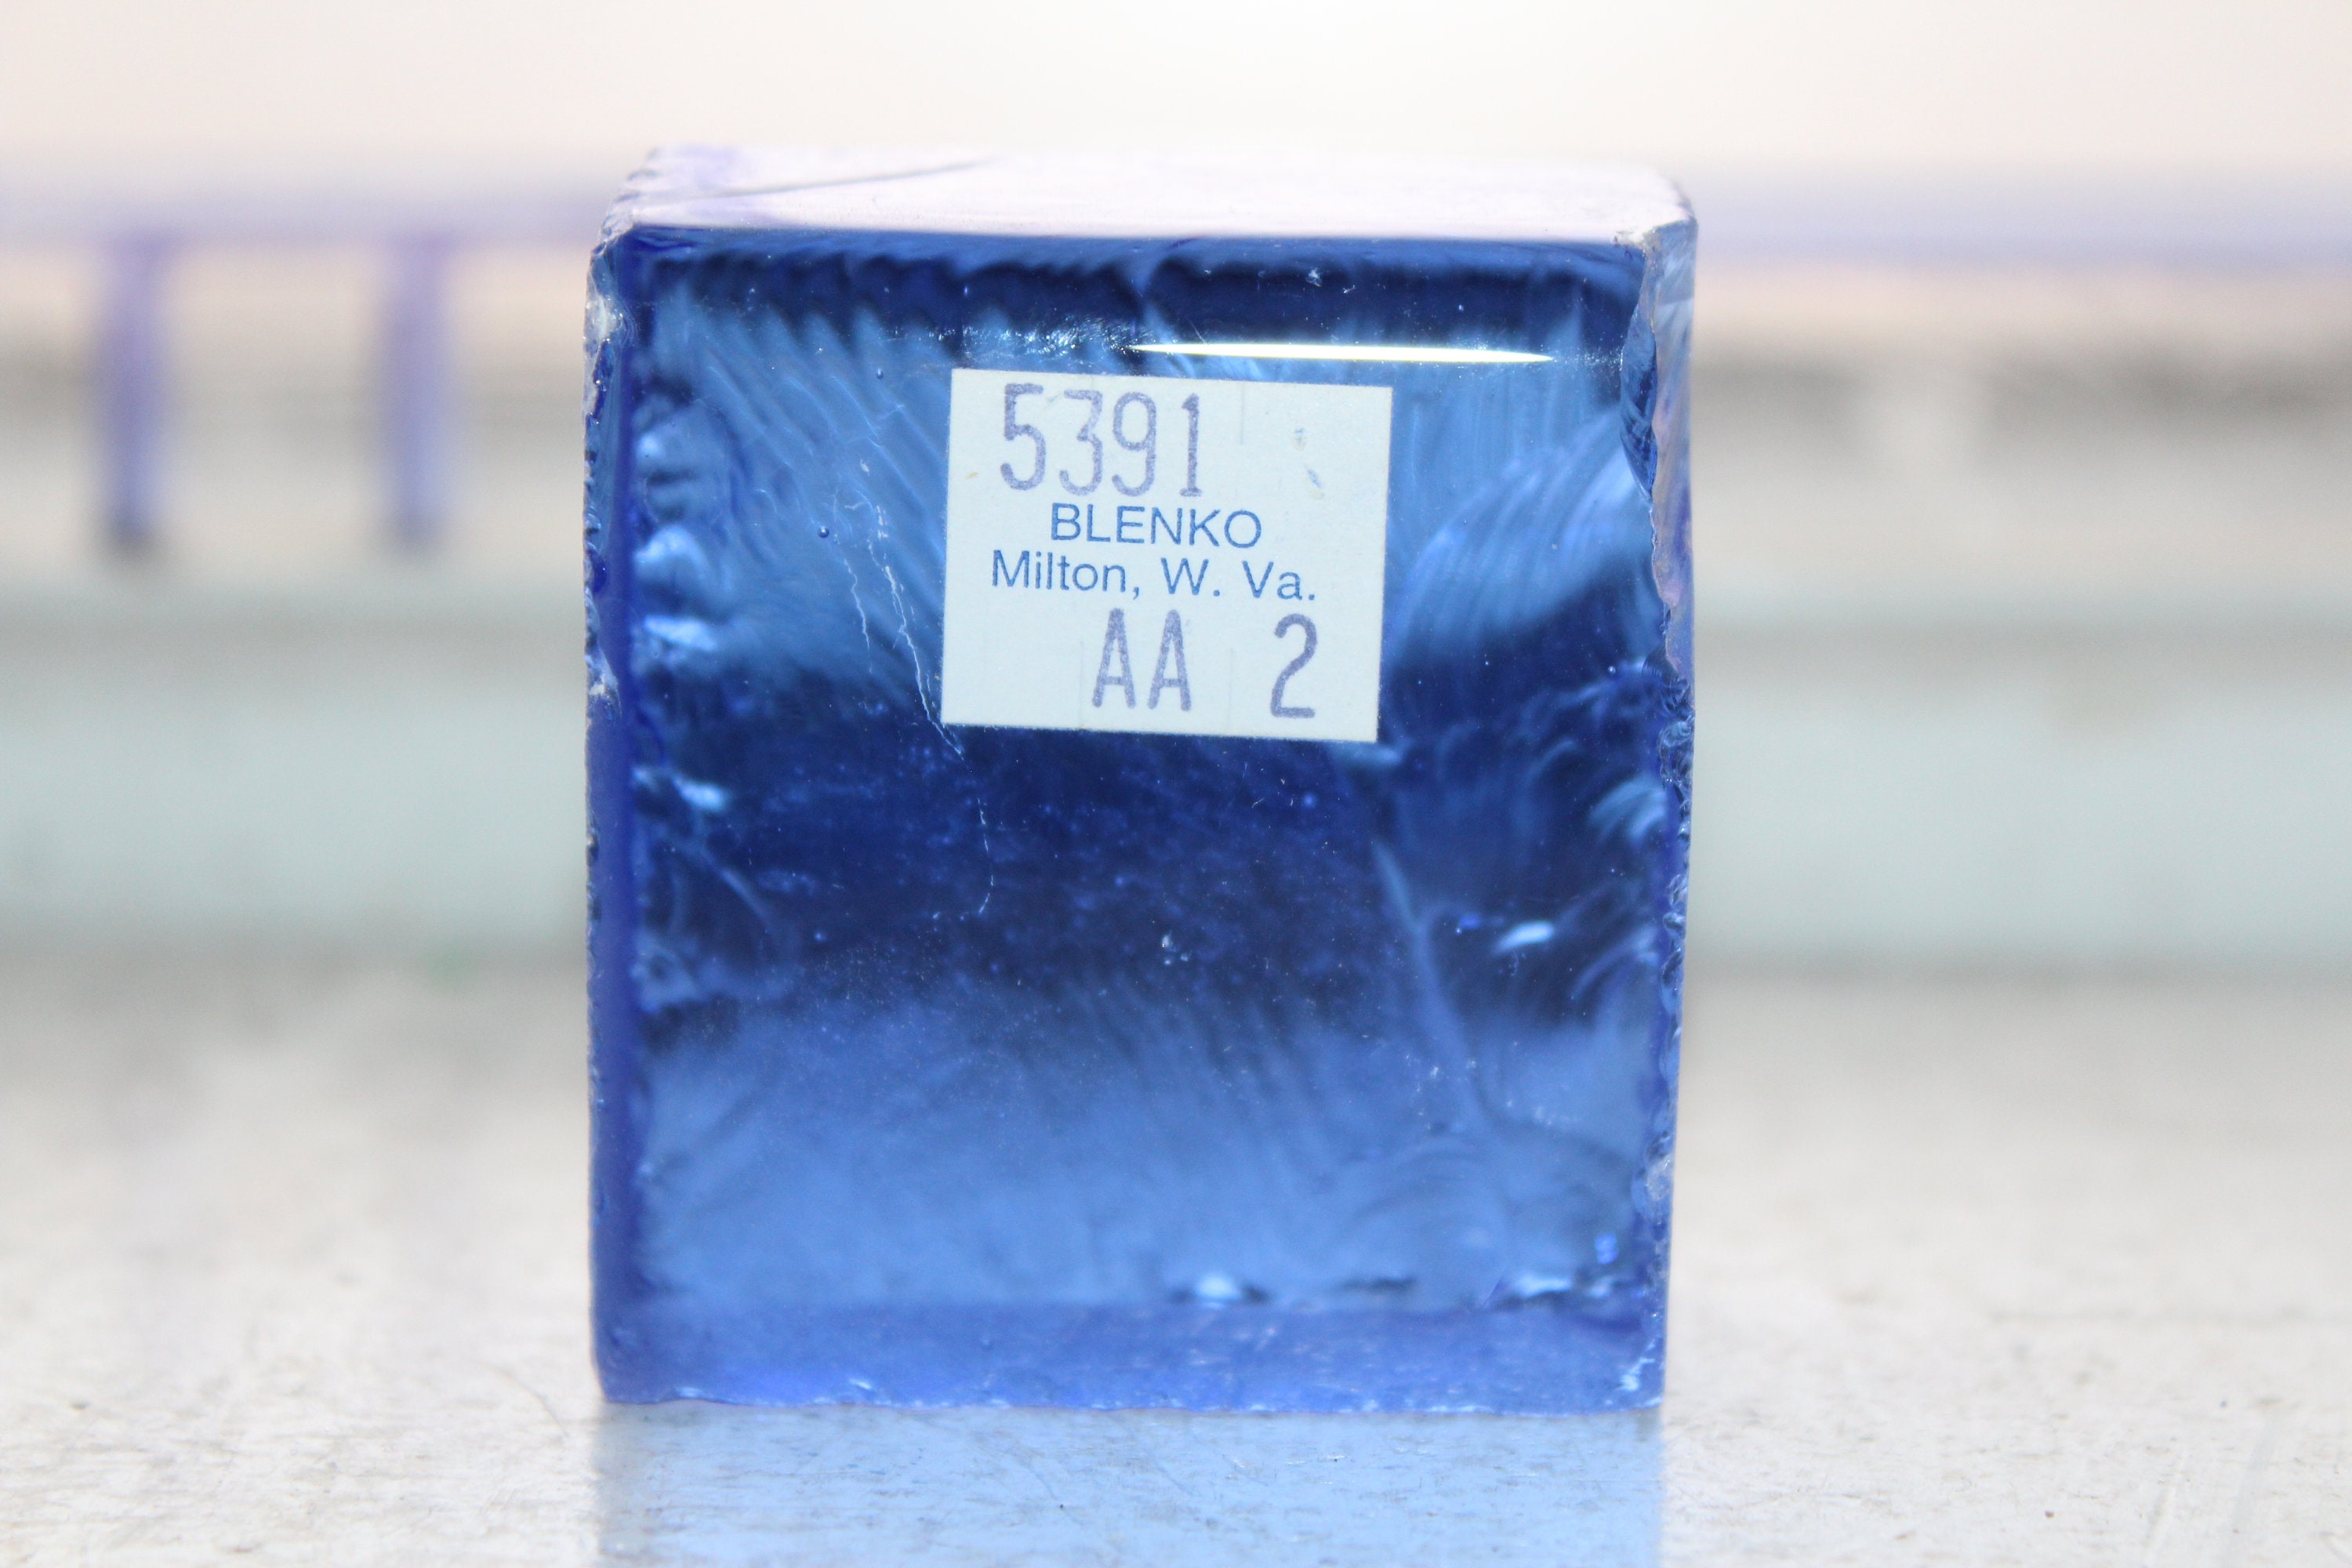 5391
BLENKO
Milton, W. Va.
AA 2